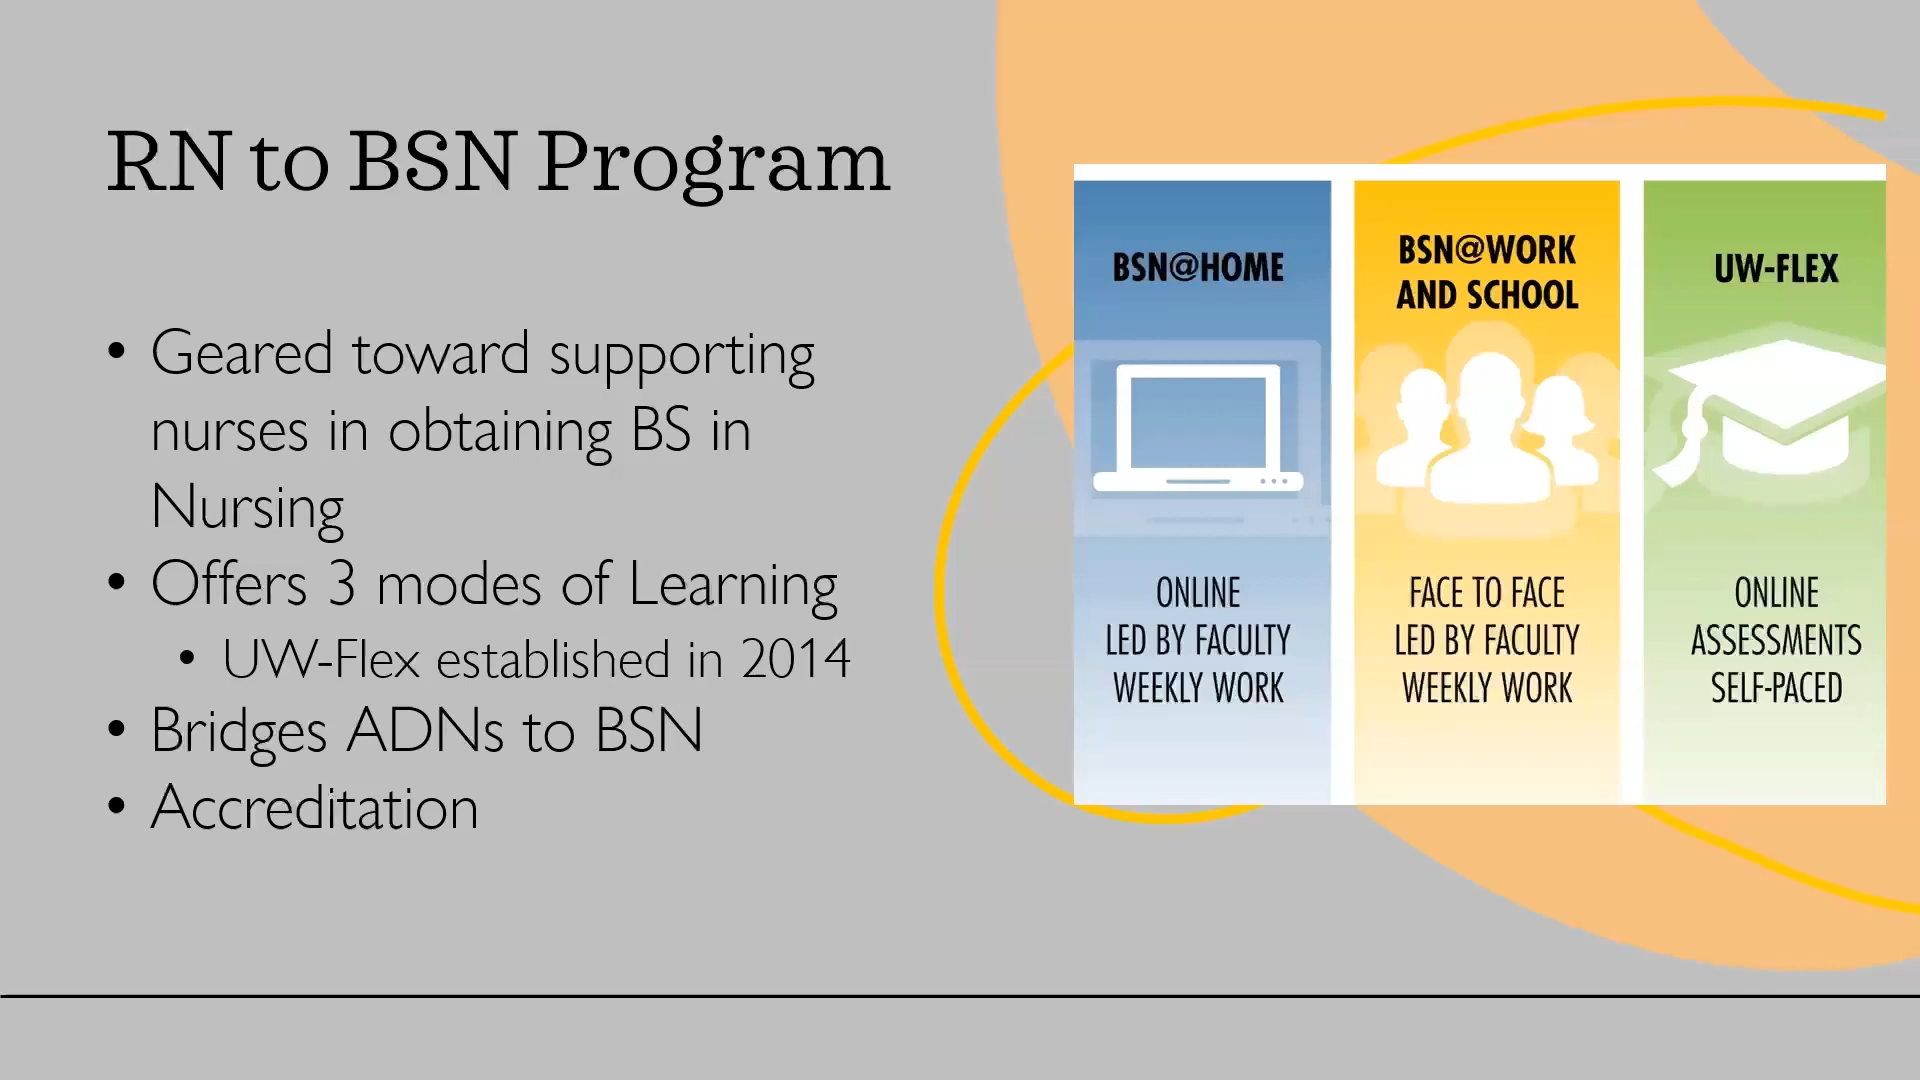 RN to BSN Program
• Geared toward supporting
nurses in obtaining BS in
Nursing
• Offers 3 modes of Learning
• UW-Flex established in 2014
• Bridges ADNs to BSN
• Accreditation
BSN@HOME
ONLINE
LED BY FACULTY
WEEKLY WORK
BSN@WORK
AND SCHOOL
FACE TO FACE
LED BY FACULTY
WEEKLY WORK
UW-FLEX
ONLINE
ASSESSMENTS
SELF-PACED